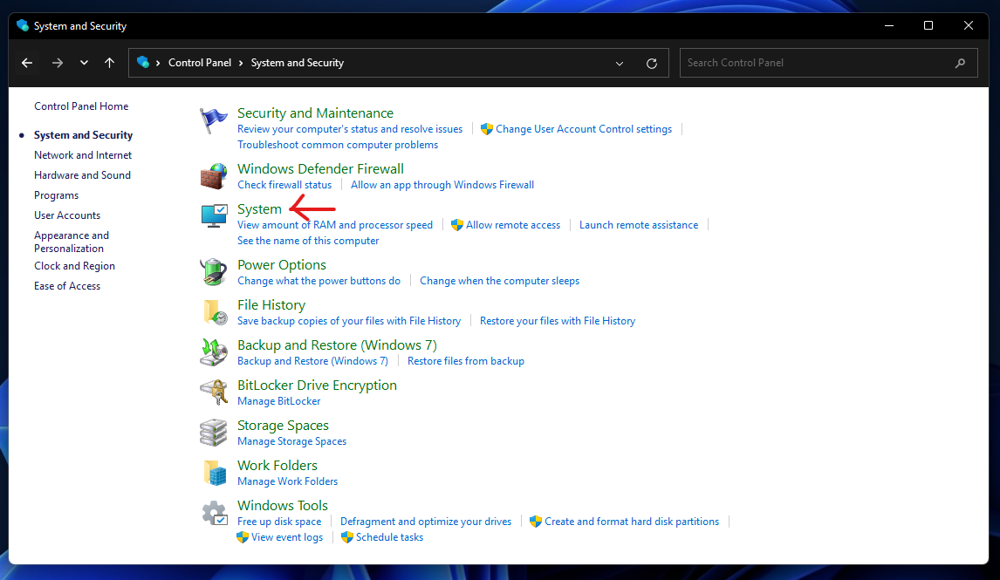 System and Security
Control Panel > System and Security
Search Control Panel
Control Panel Home
System and Security
Network and Internet
Hardware and Sound
Programs
User Accounts
Appearance and
Personalization
Clock and Region
Ease of Access
Security and Maintenance
Review your computer's status and resolve issues Change User Account Control settings
Troubleshoot common computer problems
Windows Defender Firewall
Check firewall status Allow an app through Windows Firewall
System
View amount of RAM and processor speed Allow remote access Launch remote assistance
See the name of this computer
Power Options
Change what the power buttons do Change when the computer sleeps
File History
Save backup copies of your files with File History Restore your files with File History
Backup and Restore (Windows 7)
Backup and Restore (Windows 7) Restore files from backup
BitLocker Drive Encryption
Manage BitLocker
Storage Spaces
Manage Storage Spaces
Work Folders
Manage Work Folders
Windows Tools
Free up disk space Defragment and optimize your drives Create and format hard disk partitions
View event logs Schedule tasks